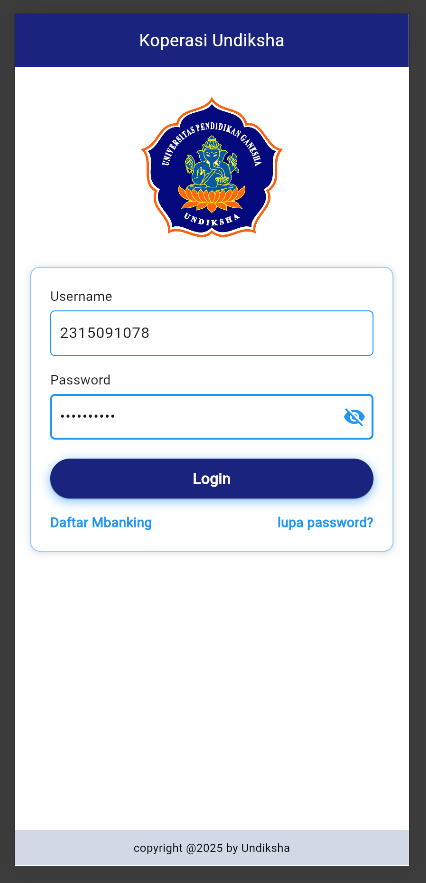 Koperasi Undiksha
UNIVERSITAS PENDIDIKAN GANESHA
UNDIKSHA
Username
2315091078
Password
••••••••••
Login
Daftar Mbanking lupa password?
copyright @2025 by Undiksha